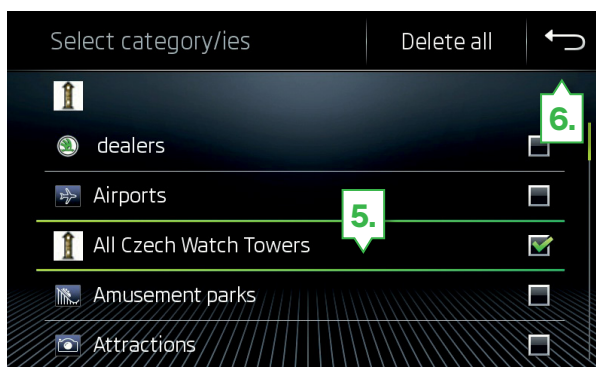 Select category/ies
Delete all
6.
dealers
Airports
5.
All Czech Watch Towers
Amusement parks
Attractions